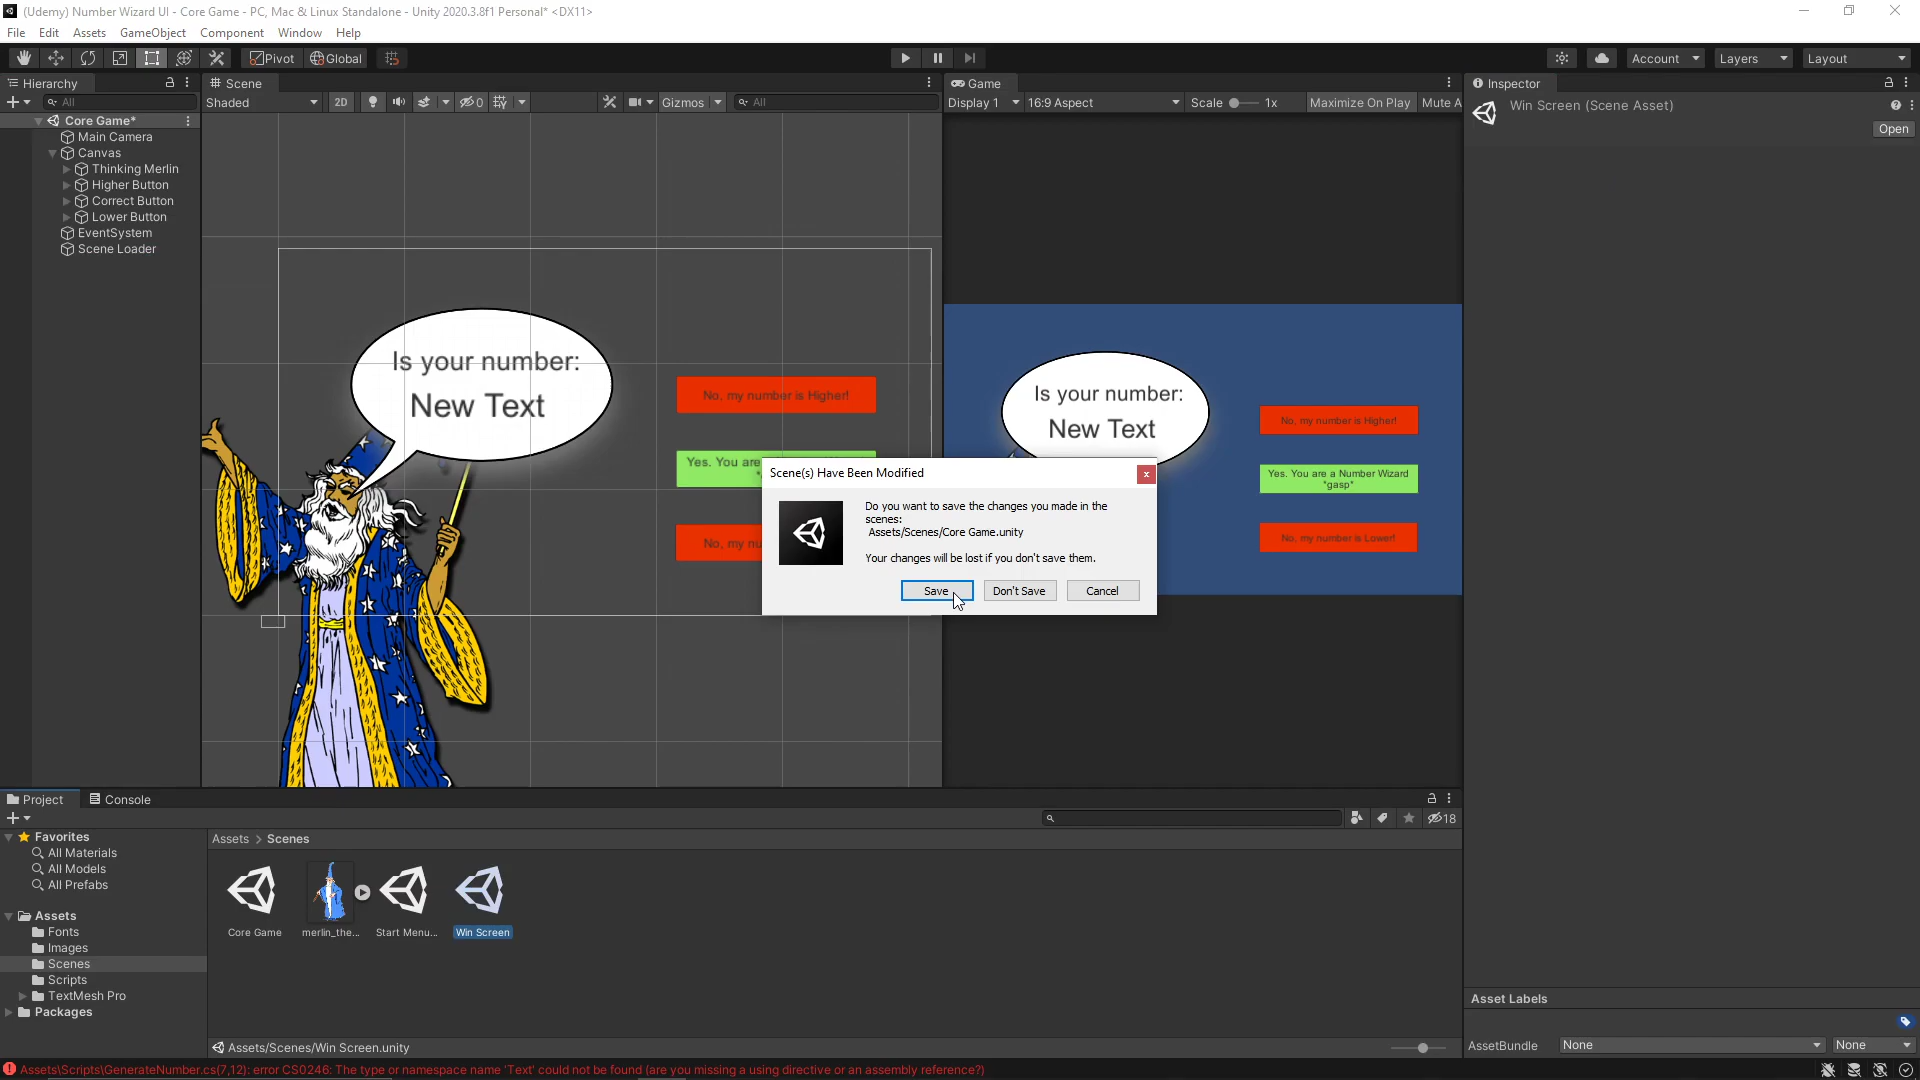 (Udemy) Number Wizard UI - Core Game - PC, Mac & Linux Standalone - Unity 2020.3.8f1 Personal* <DX11>
File Edit Assets GameObject Component Window Help
Pivot Global
Account Layers Layout
Hierarchy
Scene
Game
Inspector
All
Shaded 2D 0 Gizmos All
Display 1 16:9 Aspect Scale 1x Maximize On Play Mute A
Win Screen (Scene Asset)
Open
Core Game*
Main Camera
Canvas
Thinking Merlin
Higher Button
Correct Button
Lower Button
EventSystem
Scene Loader
Is your number:
New Text
No, my number is Higher!
Yes. You are
No, my nu
Is your number:
New Text
No, my number is Higher!
Yes. You are a Number Wizard
*gasp*
No, my number is Lower!
Scene(s) Have Been Modified
x
Do you want to save the changes you made in the
scenes:
Assets/Scenes/Core Game.unity
Your changes will be lost if you don't save them.
Save Don't Save Cancel
Project Console
18
Favorites
All Materials
All Models
All Prefabs
Assets
Fonts
Images
Scenes
Scripts
TextMesh Pro
Packages
Assets > Scenes
Core Game merlin_the... Start Menu... Win Screen
Assets/Scenes/Win Screen.unity
Asset Labels
AssetBundle None None
Assets\Scripts\GenerateNumber.cs(7,12): error CS0246: The type or namespace name 'Text' could not be found (are you missing a using directive or an assembly reference?)